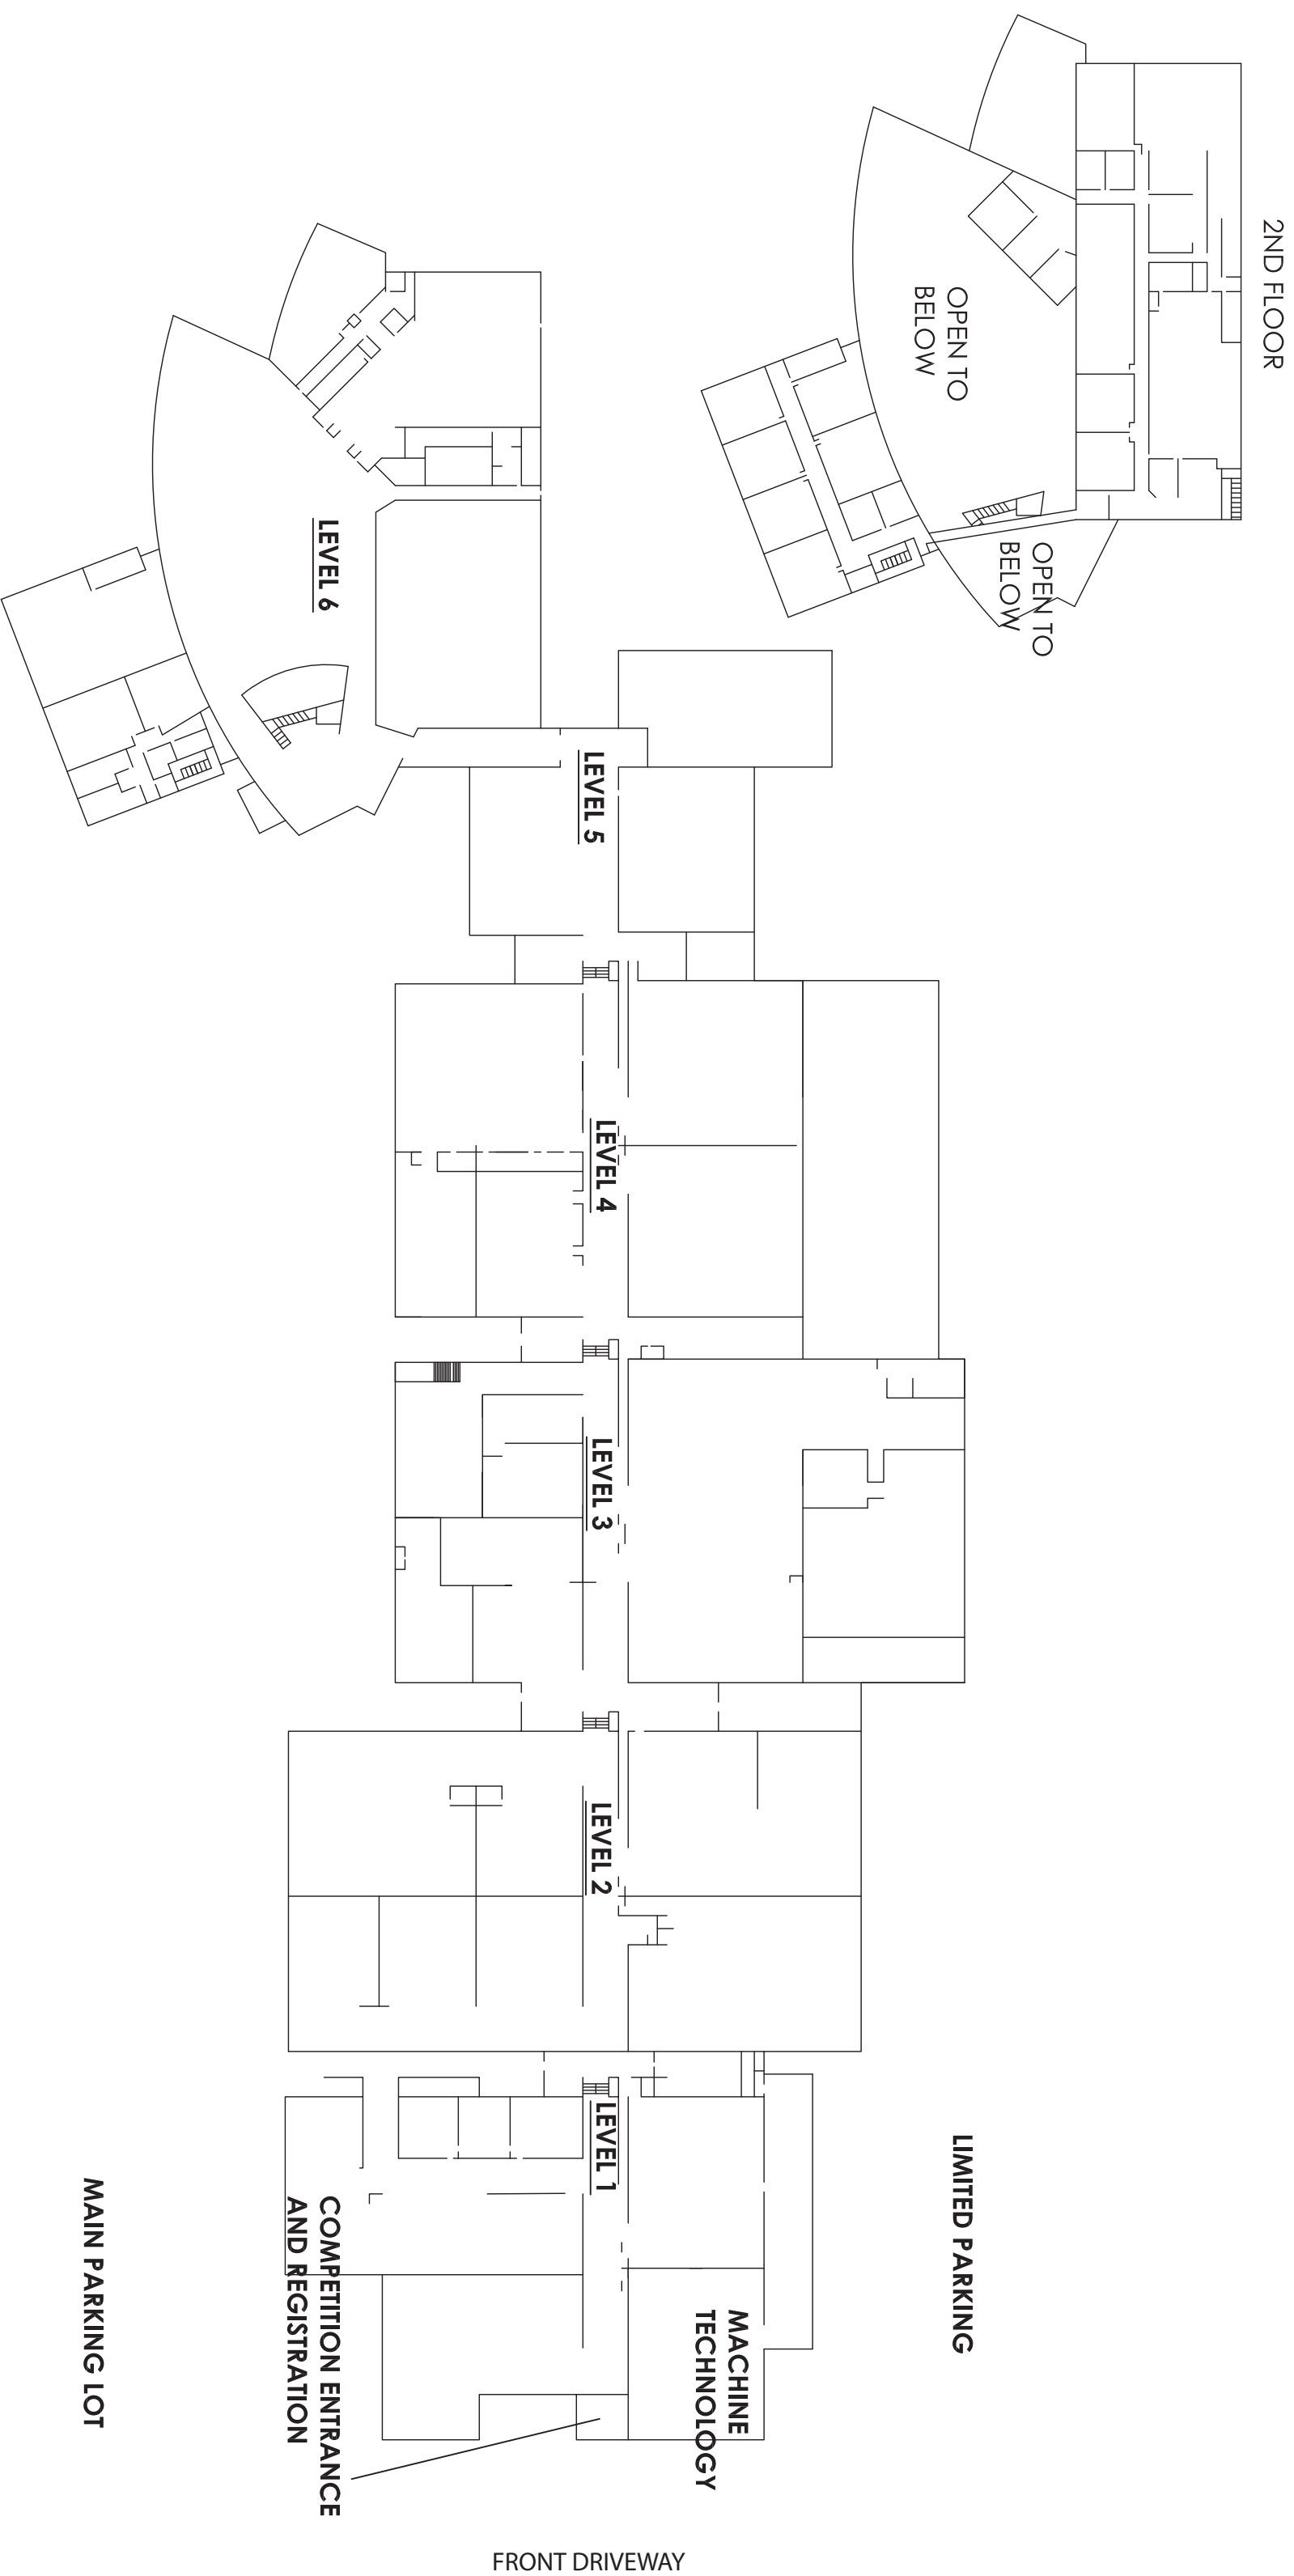 2ND FLOOR
OPEN TO
BELOW
OPEN TO
BELOW
LEVEL 6
LEVEL 5
LEVEL 4
LEVEL 3
LEVEL 2
LEVEL 1
LIMITED PARKING
MACHINE
TECHNOLOGY
COMPETITION ENTRANCE
AND REGISTRATION
MAIN PARKING LOT
FRONT DRIVEWAY